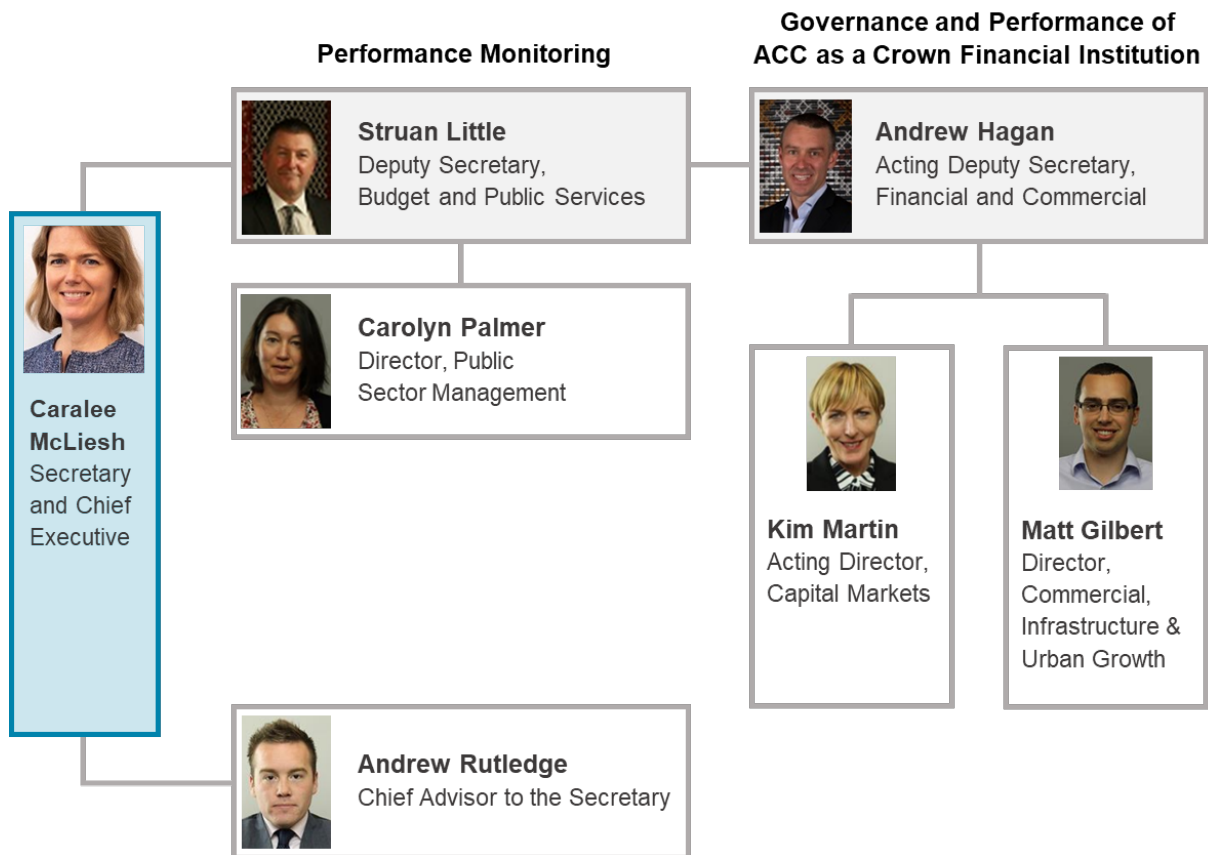 Performance Monitoring
Governance and Performance of
ACC as a Crown Financial Institution
Struan Little
Deputy Secretary,
Budget and Public Services
Andrew Hagan
Acting Deputy Secretary,
Financial and Commercial
Caralee
McLiesh
Secretary
and Chief
Executive
Carolyn Palmer
Director, Public
Sector Management
Kim Martin
Acting Director,
Capital Markets
Matt Gilbert
Director,
Commercial,
Infrastructure &
Urban Growth
Andrew Rutledge
Chief Advisor to the Secretary